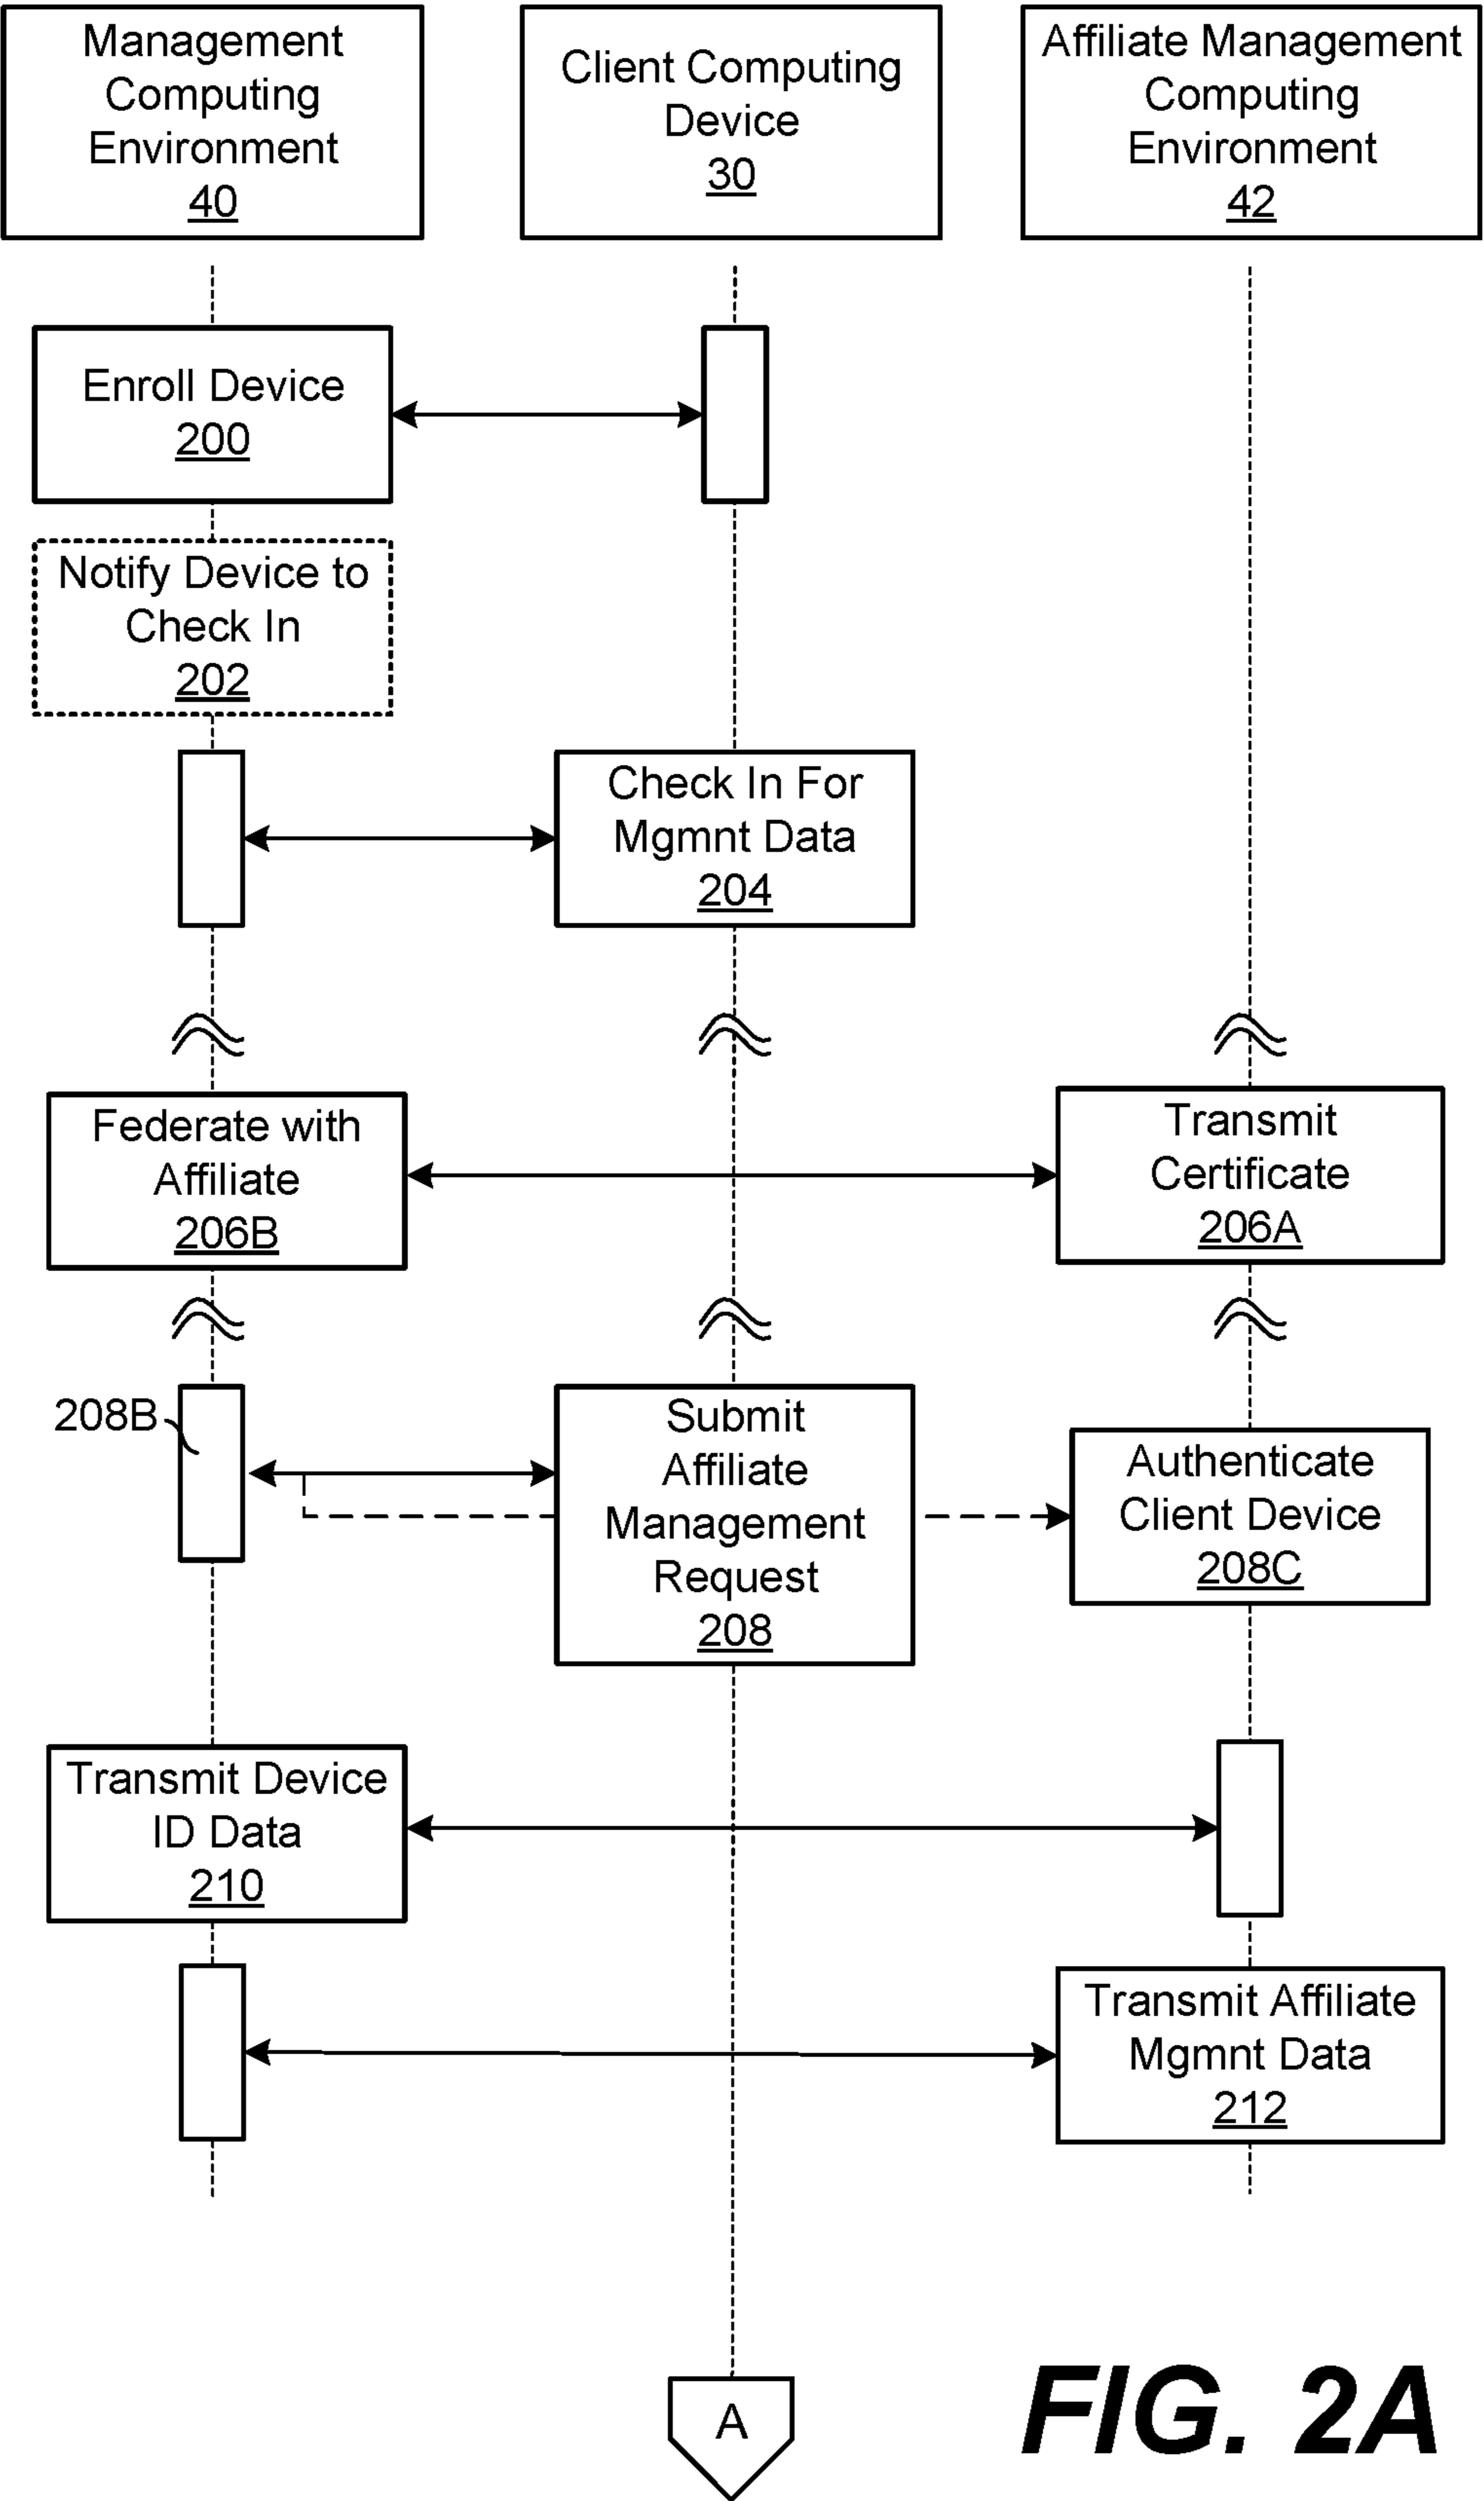 Management
Computing
Environment
40
Client Computing
Device
30
Affiliate Management
Computing
Environment
42
Enroll Device
200
Notify Device to
Check In
202
Check In For
Mgmnt Data
204
Federate with
Affiliate
206B
Transmit
Certificate
206A
208B
Submit
Affiliate
Management
Request
208
Authenticate
Client Device
208C
Transmit Device
ID Data
210
Transmit Affiliate
Mgmnt Data
212
A
FIG. 2A